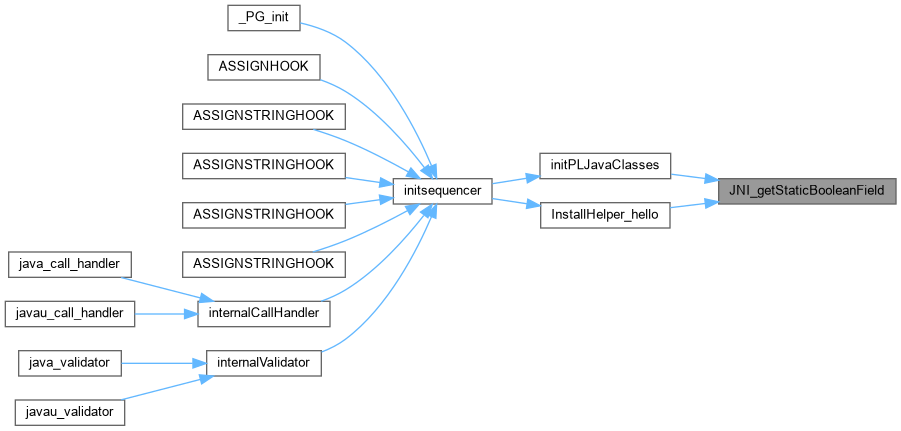 _PG_init
ASSIGNHOOK
ASSIGNSTRINGHOOK
ASSIGNSTRINGHOOK
ASSIGNSTRINGHOOK
ASSIGNSTRINGHOOK
initsequencer
initPLJavaClasses
InstallHelper_hello
JNI_getStaticBooleanField
java_call_handler
javau_call_handler
internalCallHandler
java_validator
javau_validator
internalValidator